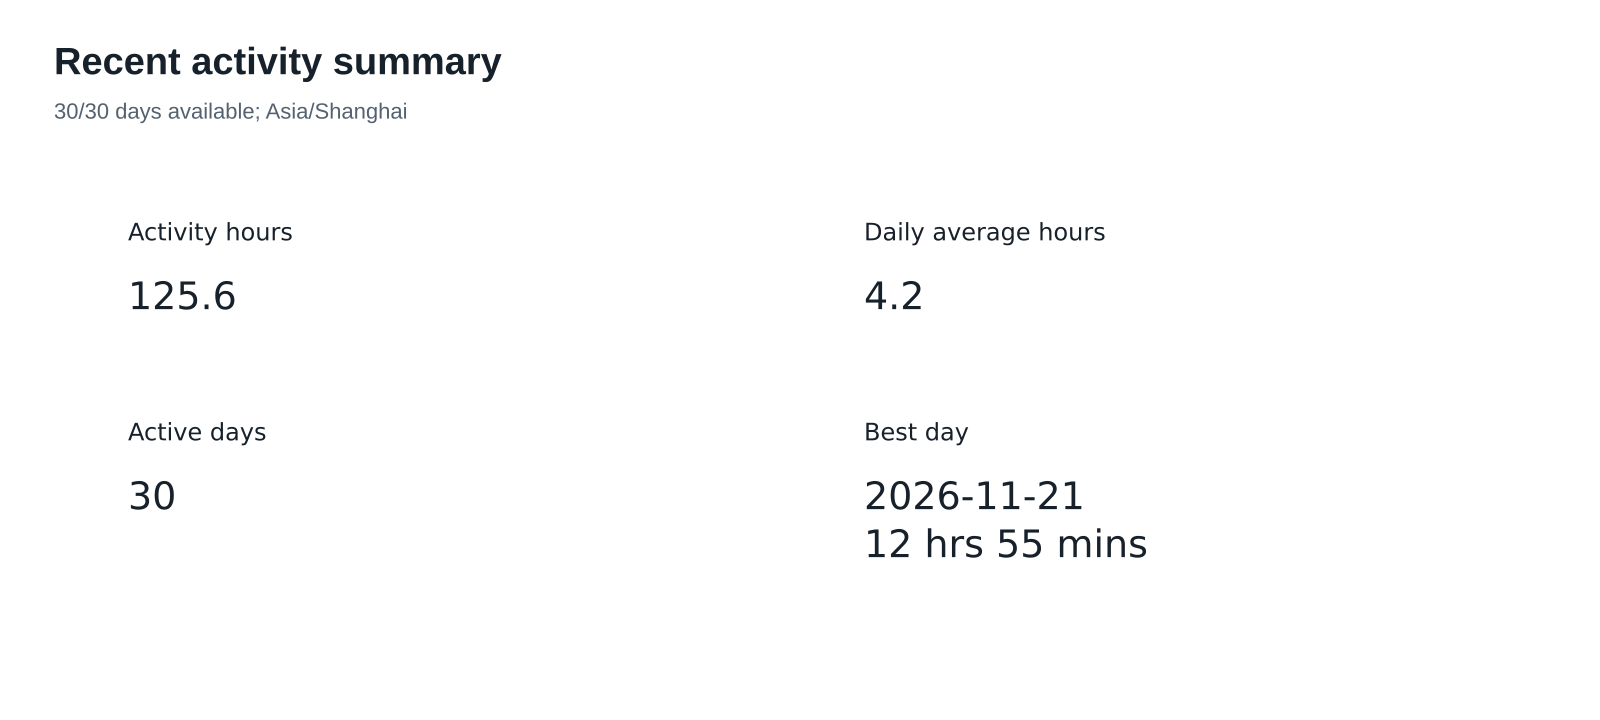 Recent activity summary
30/30 days available; Asia/Shanghai
Activity hours
125.6
Daily average hours
4.2
Active days
30
Best day
2026-11-21
12 hrs 55 mins